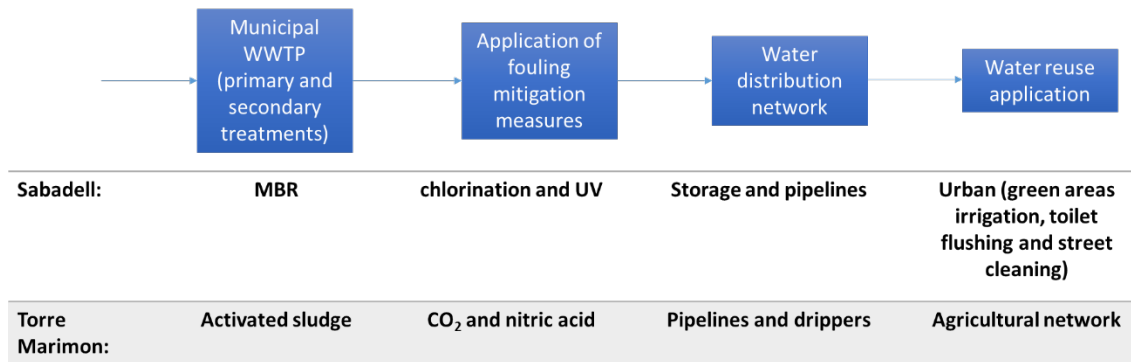 Municipal
WWTP
(primary and
secondary
treatments)
Application of
fouling
mitigation
measures
Water
distribution
network
Water reuse
application
Sabadell:
MBR
chlorination and UV
Storage and pipelines
Urban (green areas
irrigation, toilet
flushing and street
cleaning)
Torre
Marimon:
Activated sludge
CO₂ and nitric acid
Pipelines and drippers
Agricultural network